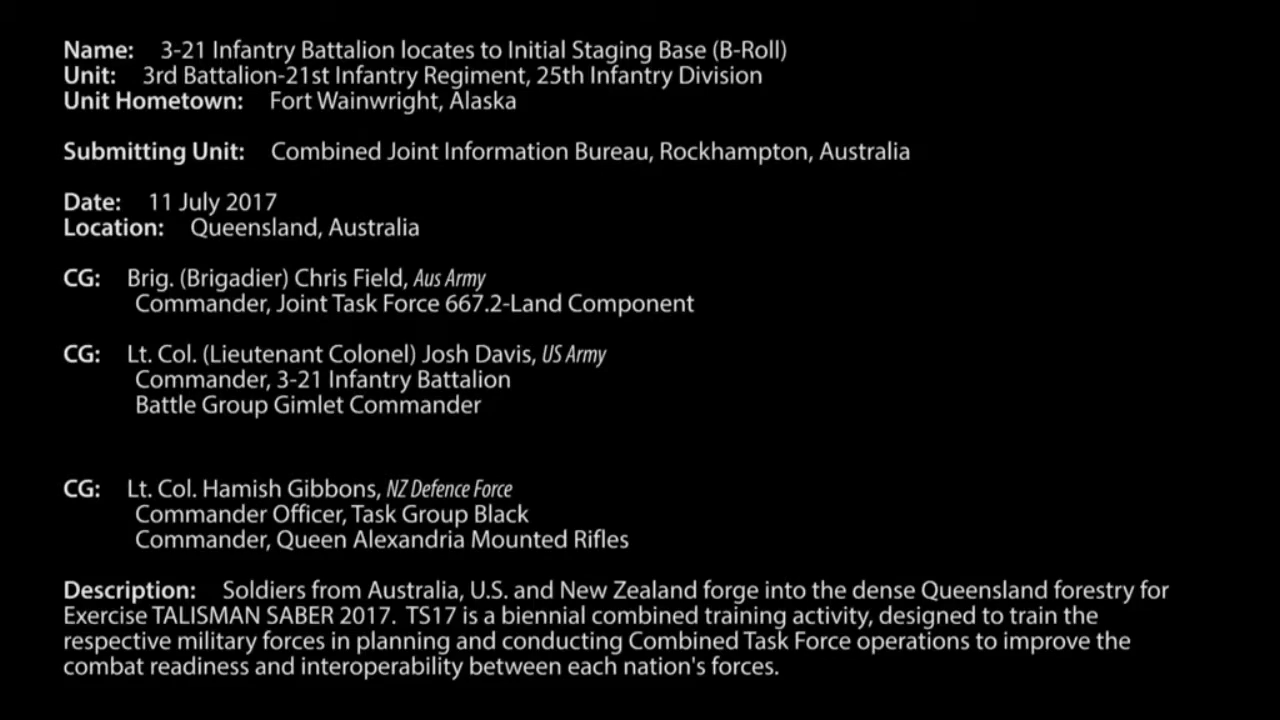 Name: 3-21 Infantry Battalion locates to Initial Staging Base (B-Roll)
Unit: 3rd Battalion-21st Infantry Regiment, 25th Infantry Division
Unit Hometown: Fort Wainwright, Alaska
Submitting Unit: Combined Joint Information Bureau, Rockhampton, Australia
Date: 11 July 2017
Location: Queensland, Australia
CG: Brig. (Brigadier) Chris Field, Aus Army
Commander, Joint Task Force 667.2-Land Component
CG: Lt. Col. (Lieutenant Colonel) Josh Davis, US Army
Commander, 3-21 Infantry Battalion
Battle Group Gimlet Commander
CG: Lt. Col. Hamish Gibbons, NZ Defence Force
Commander Officer, Task Group Black
Commander, Queen Alexandria Mounted Rifles
Description: Soldiers from Australia, U.S. and New Zealand forge into the dense Queensland forestry for
Exercise TALISMAN SABER 2017. TS17 is a biennial combined training activity, designed to train the
respective military forces in planning and conducting Combined Task Force operations to improve the
combat readiness and interoperability between each nation's forces.